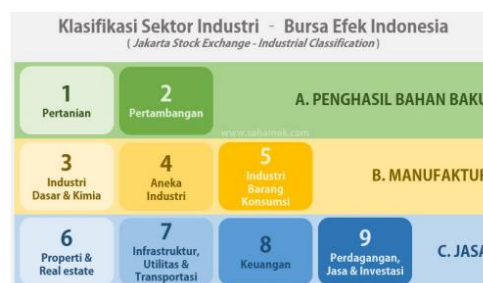 Klasifikasi Sektor Industri - Bursa Efek Indonesia
( Jakarta Stock Exchange - Industrial Classification )
1
Pertanian
2
Pertambangan
A. PENGHASIL BAHAN BAKU
www.sahamok.com
3
Industri
Dasar & Kimia
4
Aneka
Industri
5
Industri
Barang
Konsumsi
B. MANUFAKTUR
6
Properti &
Real estate
7
Infrastruktur,
Utilitas &
Transportasi
8
Keuangan
9
Perdagangan,
Jasa & Investasi
C. JASA